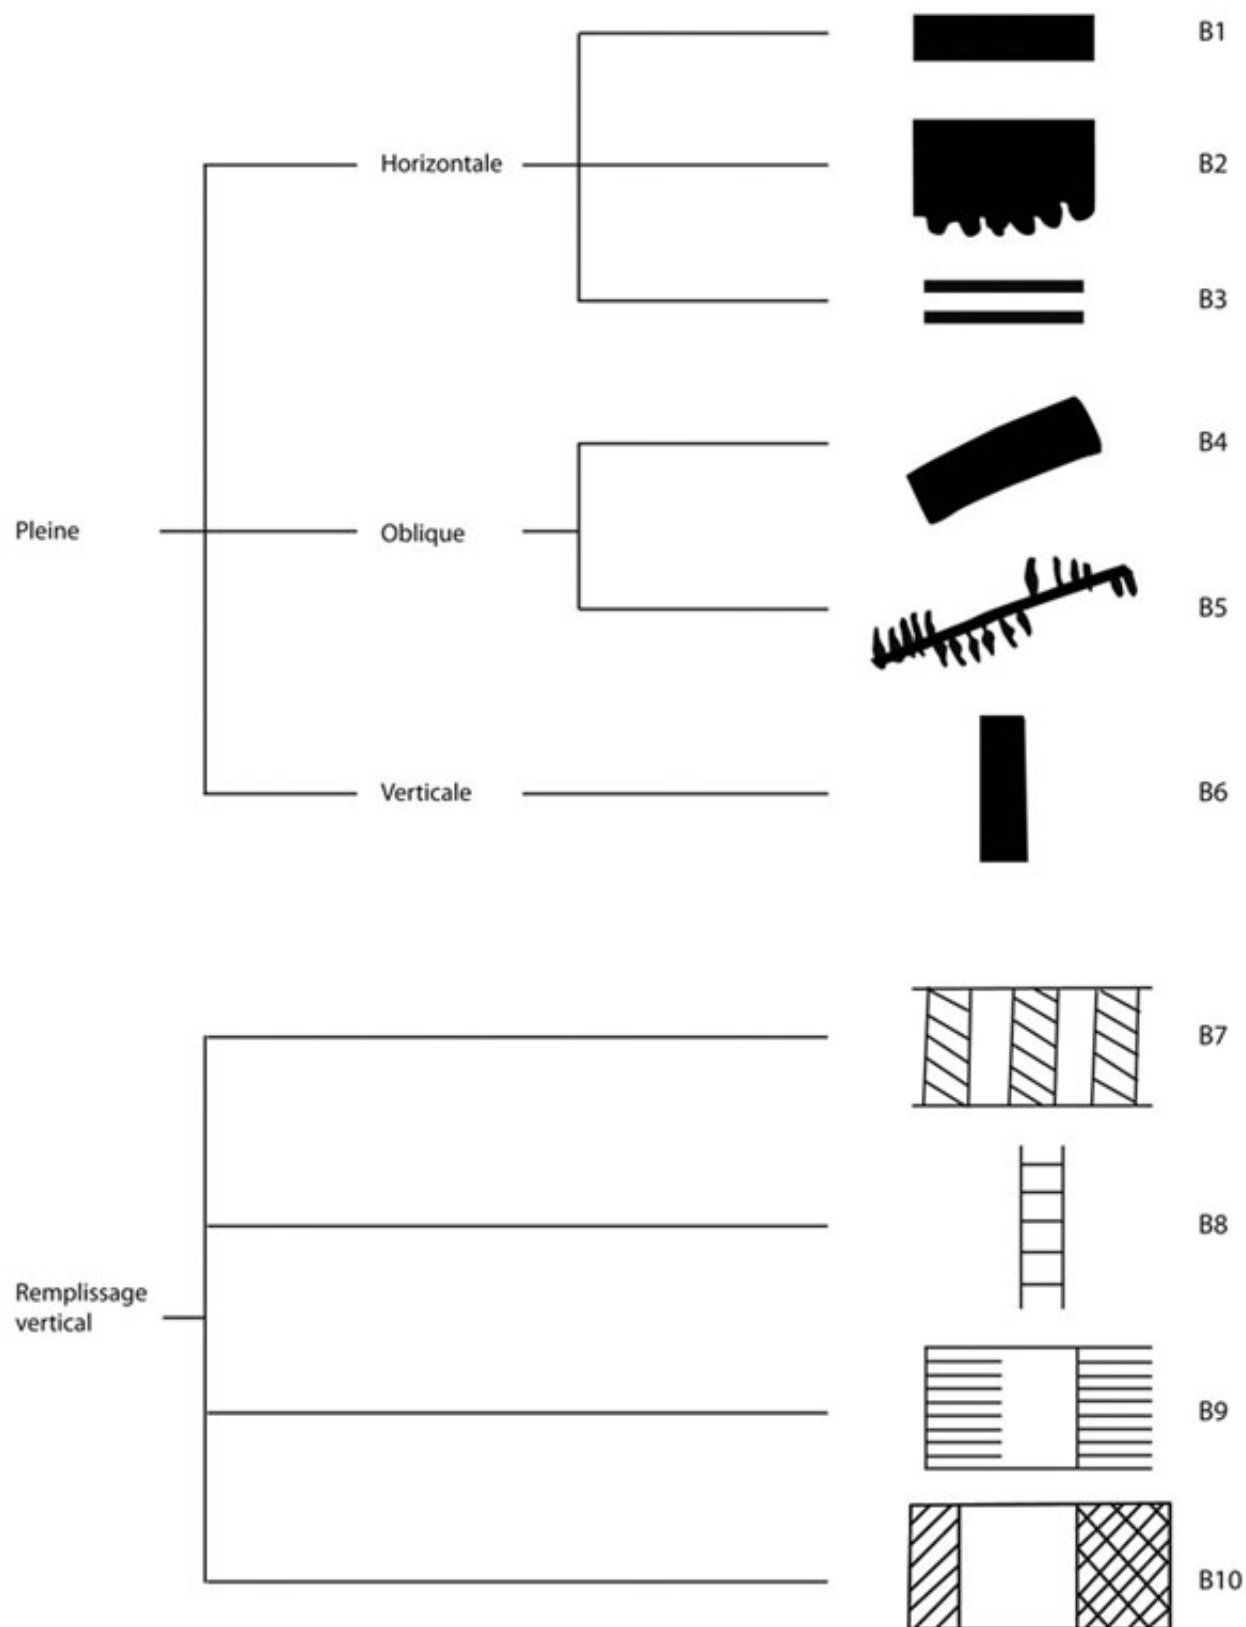 B1
Horizontale
B2
B3
B4
Pleine
Oblique
B5
Verticale
B6
B7
B8
Remplissage
vertical
B9
B10